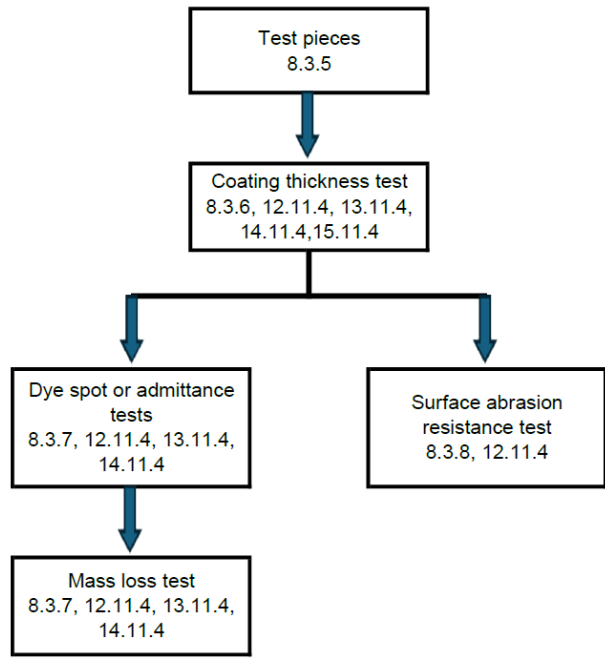 Test pieces
8.3.5
Coating thickness test
8.3.6, 12.11.4, 13.11.4,
14.11.4,15.11.4
Dye spot or admittance
tests
8.3.7, 12.11.4, 13.11.4,
14.11.4
Surface abrasion
resistance test
8.3.8, 12.11.4
Mass loss test
8.3.7, 12.11.4, 13.11.4,
14.11.4